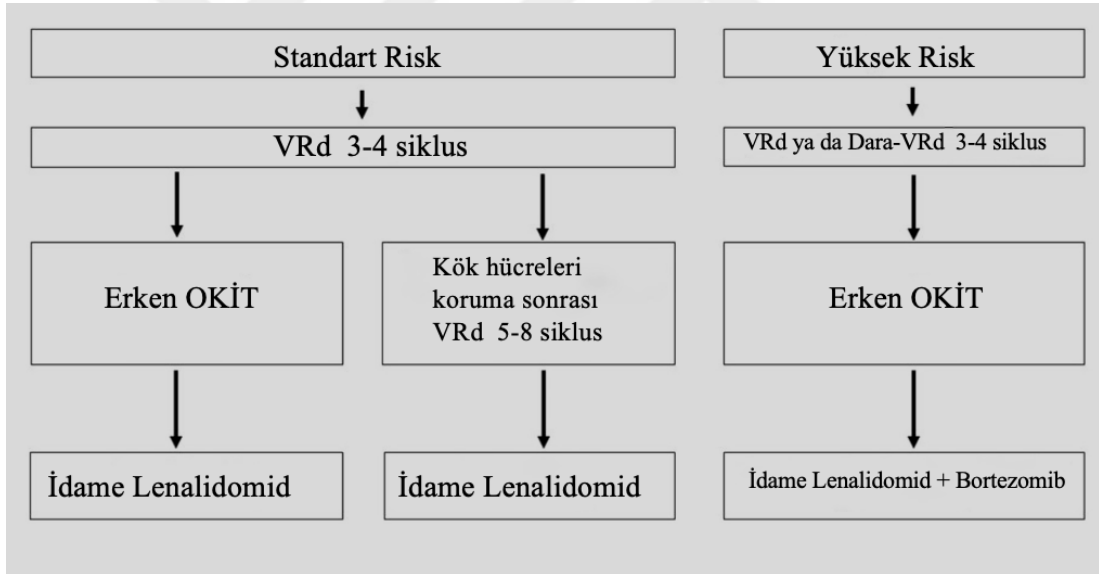 Standart Risk
Yüksek Risk
VRd 3-4 siklus
VRd ya da Dara-VRd 3-4 siklus
Erken OKİT
Kök hücreleri
koruma sonrası
VRd 5-8 siklus
Erken OKİT
İdame Lenalidomid
İdame Lenalidomid
İdame Lenalidomid + Bortezomib